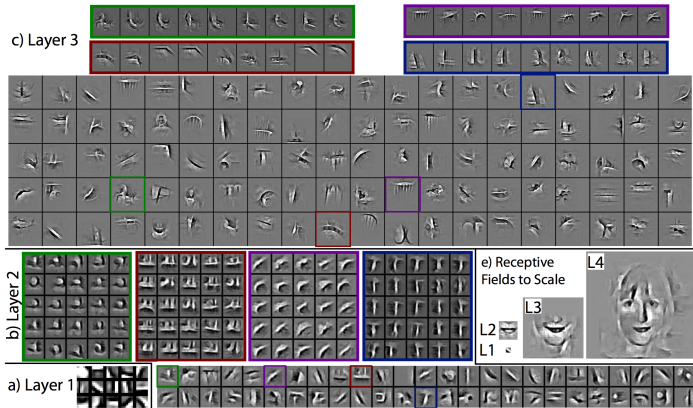 c) Layer 3
b) Layer 2
e) Receptive
Fields to Scale
L4
L3
L2
L1
a) Layer 1